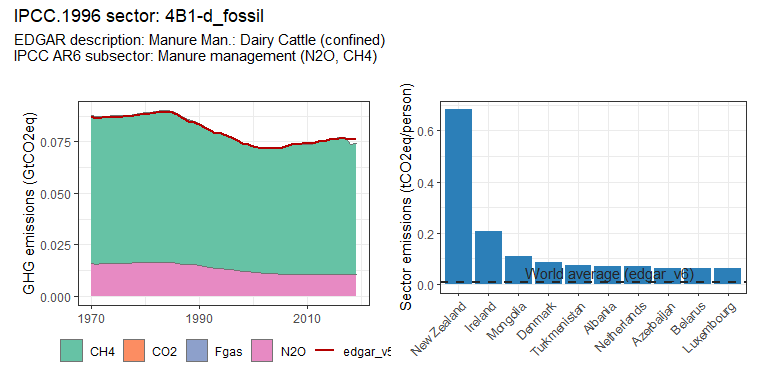 IPCC.1996 sector: 4B1-d_fossil
EDGAR description: Manure Man.: Dairy Cattle (confined)
IPCC AR6 subsector: Manure management (N2O, CH4)
GHG emissions (GtCO2eq)
0.075
0.050
0.025
0.000
1970
1990
2010
CH4
CO2
Fgas
N2O
edgar_v5
Sector emissions (tCO2eq/person)
0.6
0.4
0.2
0.0
World average (edgar_v6)
New Zealand
Ireland
Mongolia
Denmark
Turkmenistan
Albania
Netherlands
Azerbaijan
Belarus
Luxembourg